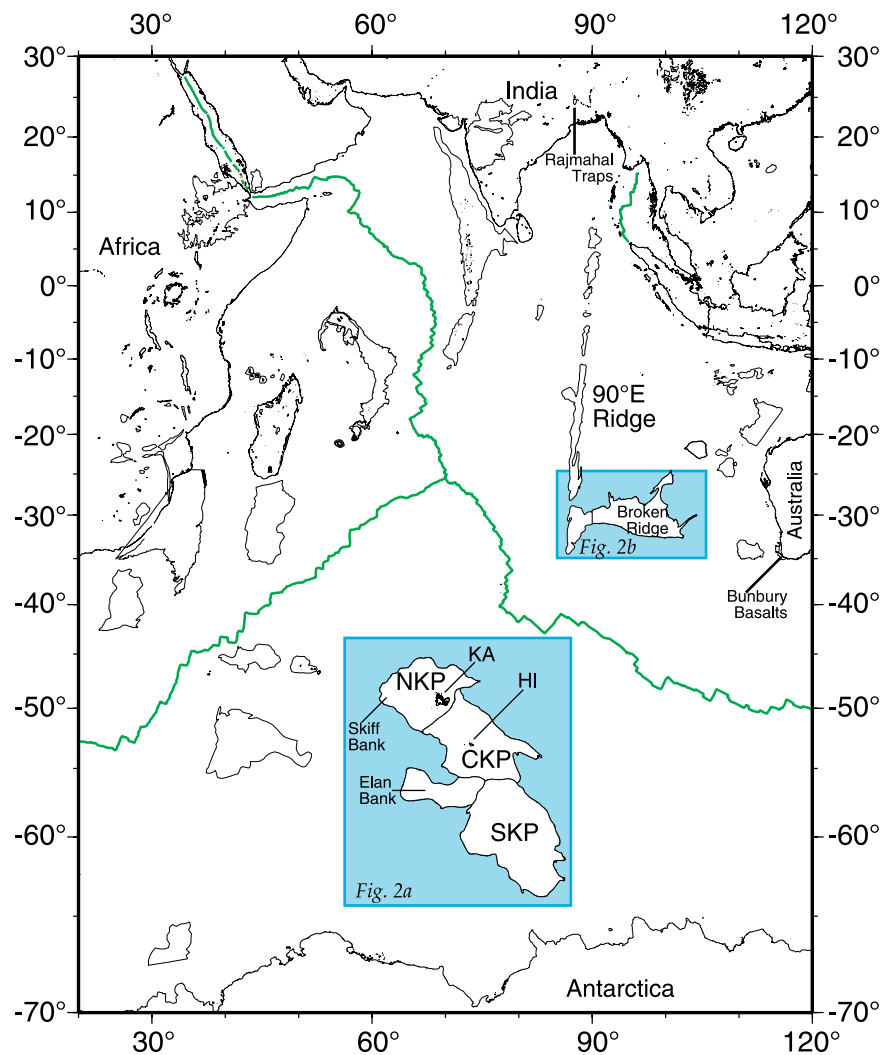 30° 60° 90° 120°
30° 30°
India
20° 20°
Rajmahal
Traps
10° 10°
Africa
0° 0°
-10° -10°
90°E
Ridge
-20° -20°
Australia
Broken
Ridge
-30° -30°
Fig. 2b
Bunbury
Basalts
-40° -40°
KA
NKP
HI
-50° -50°
Skiff
Bank
CKP
Elan
Bank
SKP
-60° -60°
Fig. 2a
Antarctica
-70° -70°
30° 60° 90° 120°